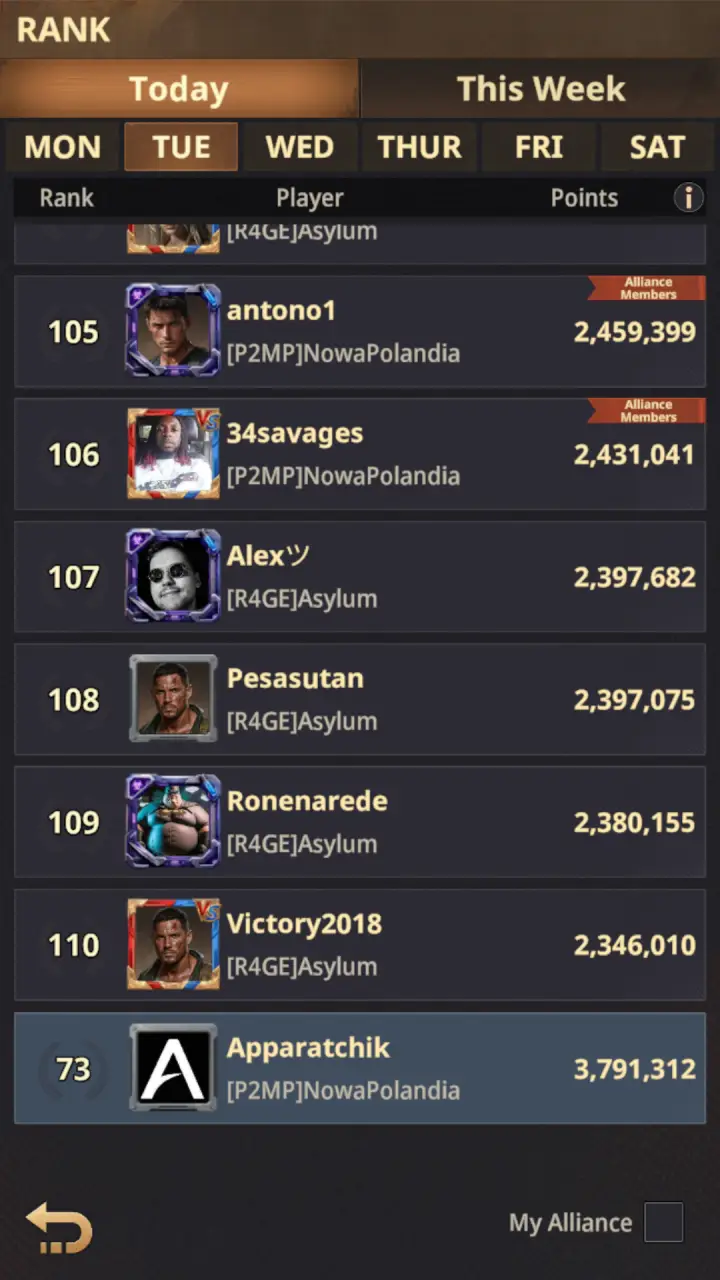 RANK
Today
This Week
MON TUE WED THUR FRI SAT
Rank Player Points i
[R4GE]Asylum
Alliance
Members
105 antono1 2,459,399
[P2MP]NowaPolandia
Alliance
Members
106 34savages 2,431,041
[P2MP]NowaPolandia
VS
107 Alexツ 2,397,682
[R4GE]Asylum
108 Pesasutan 2,397,075
[R4GE]Asylum
109 Ronenarede 2,380,155
[R4GE]Asylum
110 Victory2018 2,346,010
[R4GE]Asylum
VS
73 Apparatchik 3,791,312
[P2MP]NowaPolandia
My Alliance